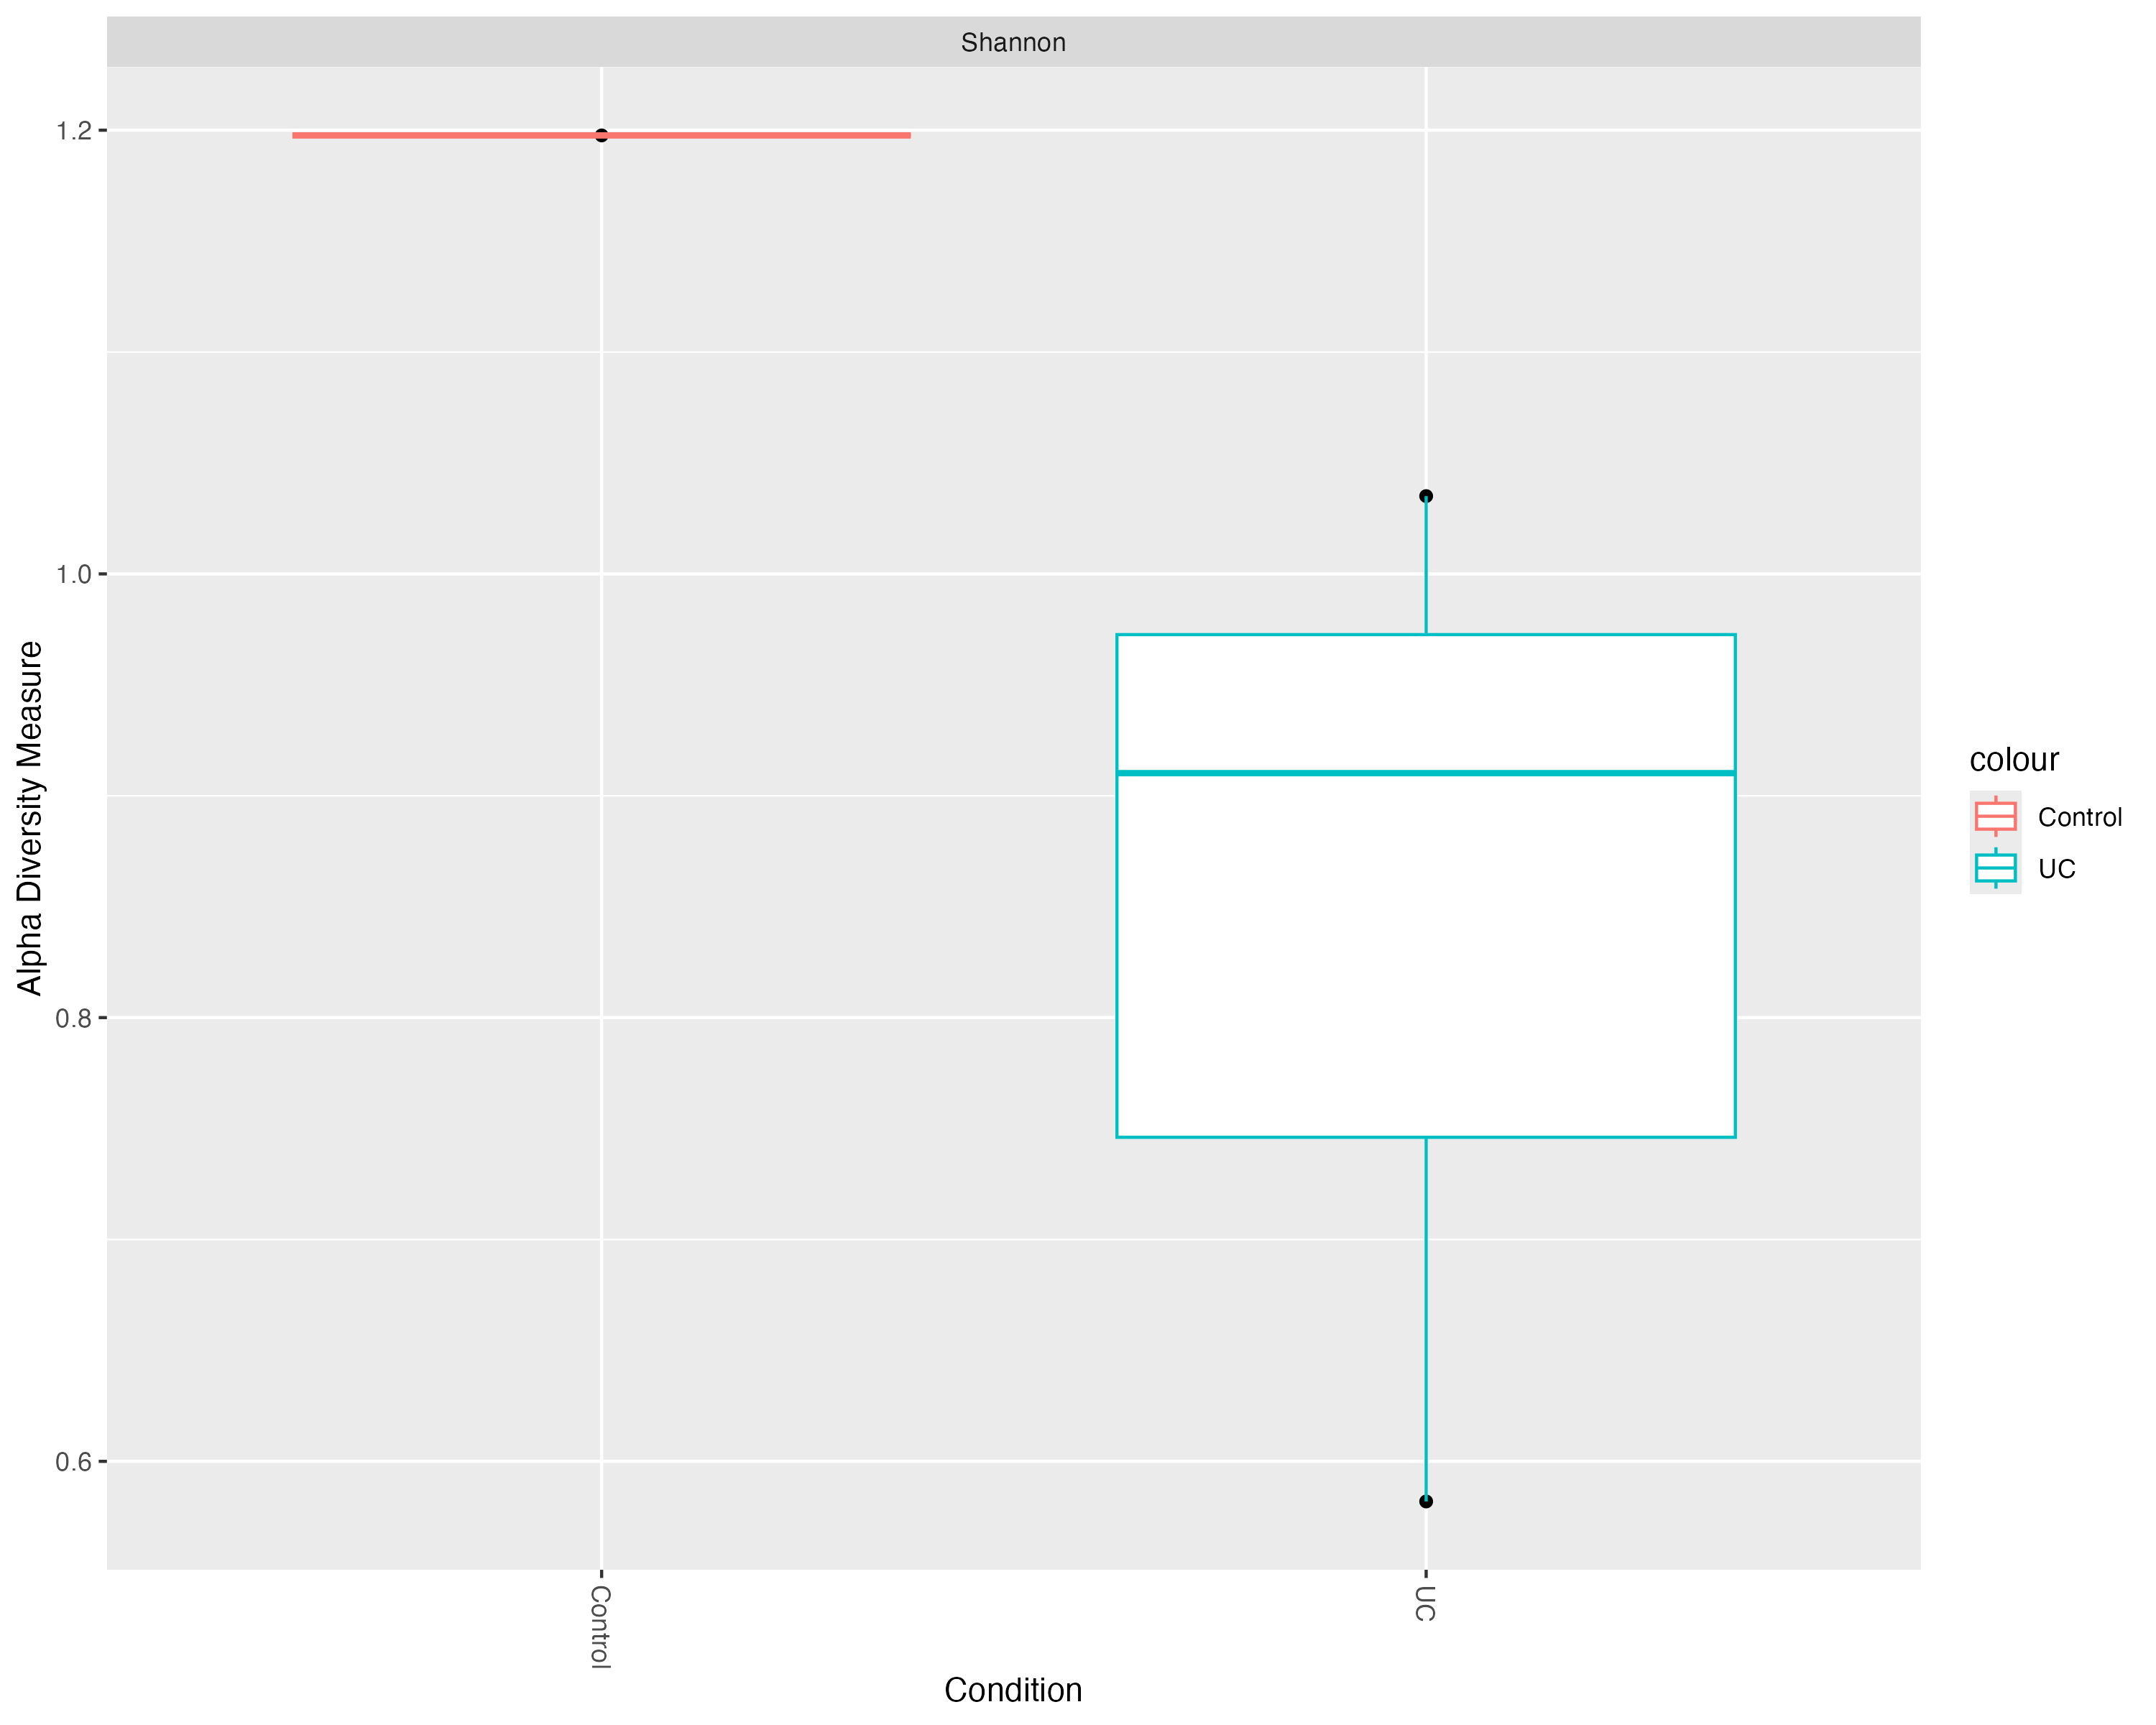 Shannon
Alpha Diversity Measure
1.2
1.0
0.8
0.6
Control
UC
Condition
colour
Control
UC